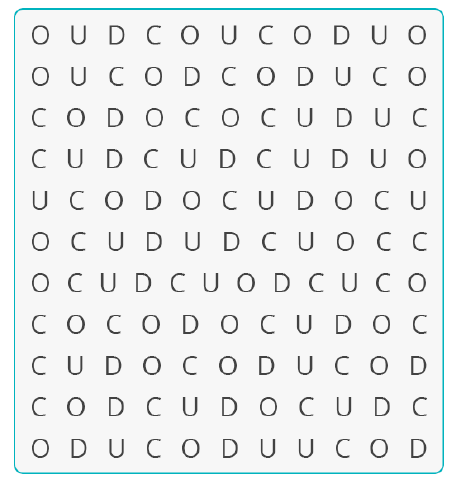 O U D C O U C O D U O
O U C O D C O D U C O
C O D O C O C U D U C
C U D C U D C U D U O
U C O D O C U D O C U
O C U D U D C U O C C
O C U D C U O D C U C O
C O C O D O C U D O C
C U D O C O D U C O D
C O D C U D O C U D C
O D U C O D U U C O D